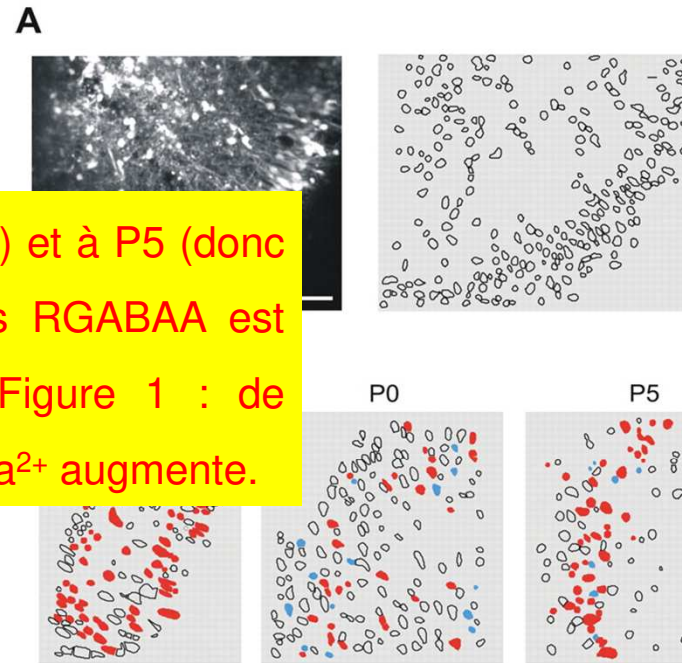 A
) et à P5 (donc
s RGABAA est
Figure 1 : de
a²⁺ augmente.
P0
P5